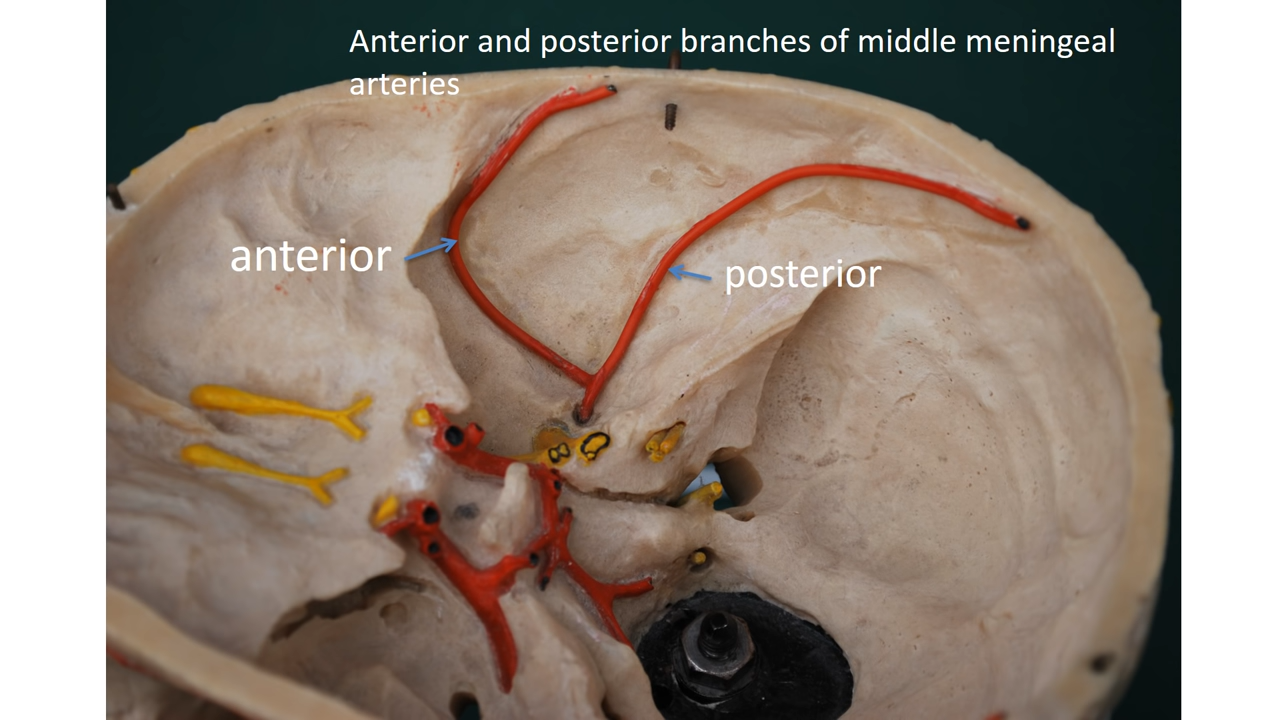 Anterior and posterior branches of middle meningeal
arteries
anterior
posterior